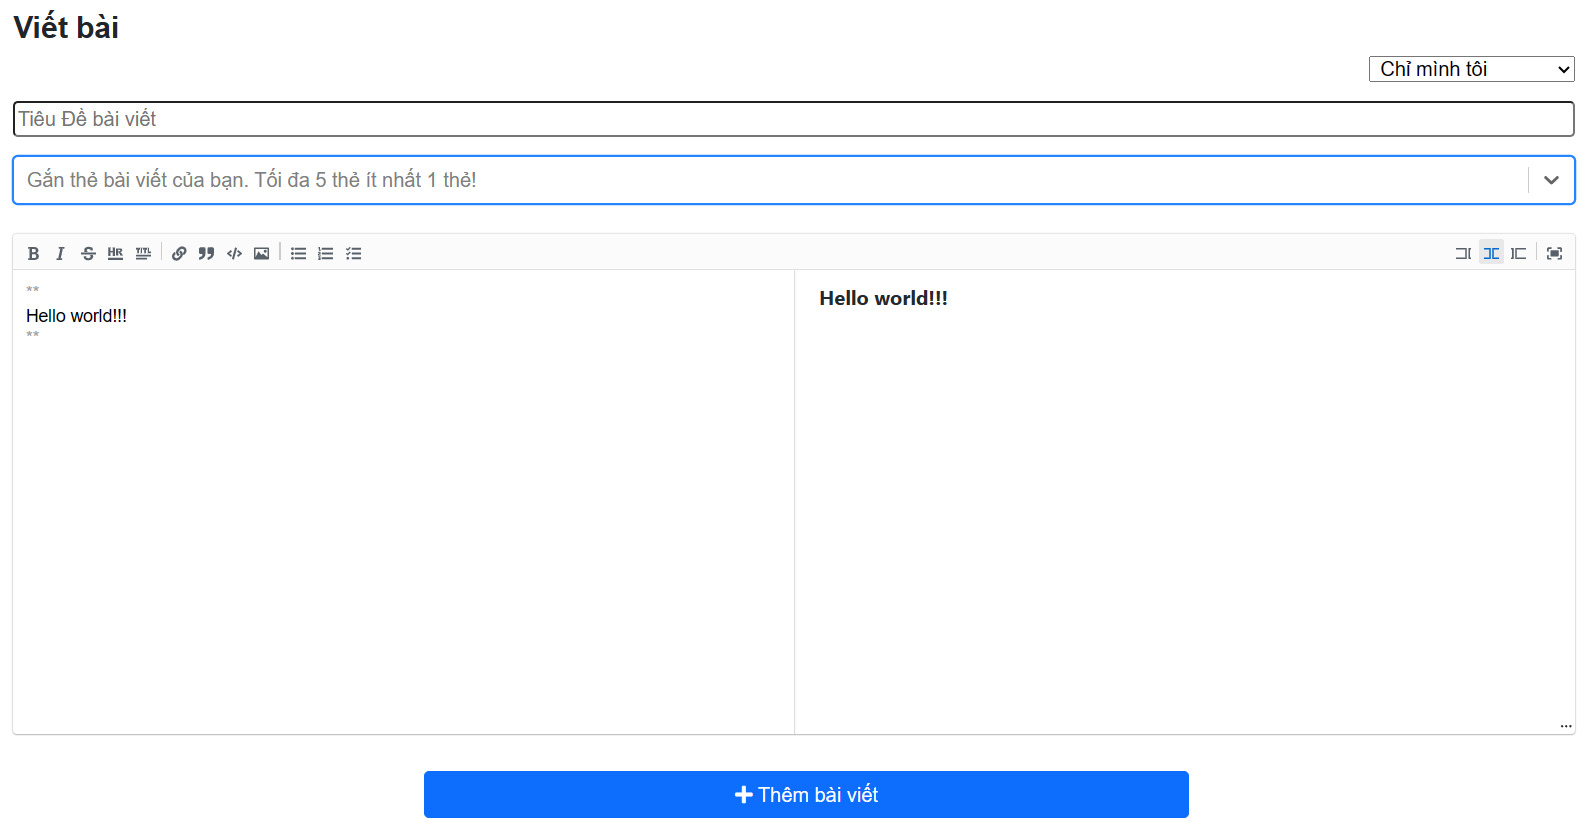 Viết bài
Chỉ mình tôi
Tiêu Đề bài viết
Gắn thẻ bài viết của bạn. Tối đa 5 thẻ ít nhất 1 thẻ!
B I S HR TITL
**
Hello world!!!
**
Hello world!!!
Thêm bài viết